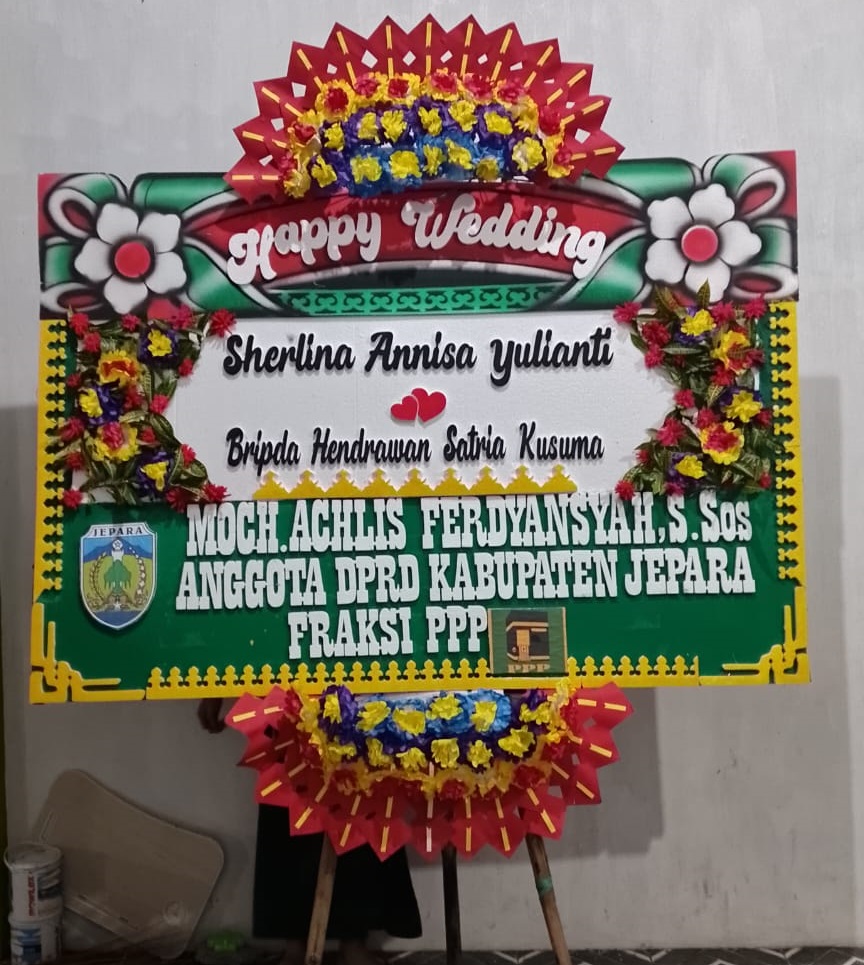 Happy Wedding
Sherlina Annisa Yulianti
Bripda Hendrawan Satria Kusuma
MOCH.ACHLIS FERDYANSYAH,S.Sos
JEPARA
ANGGOTA DPRD KABUPATEN JEPARA
FRAKSI PPP
PPP